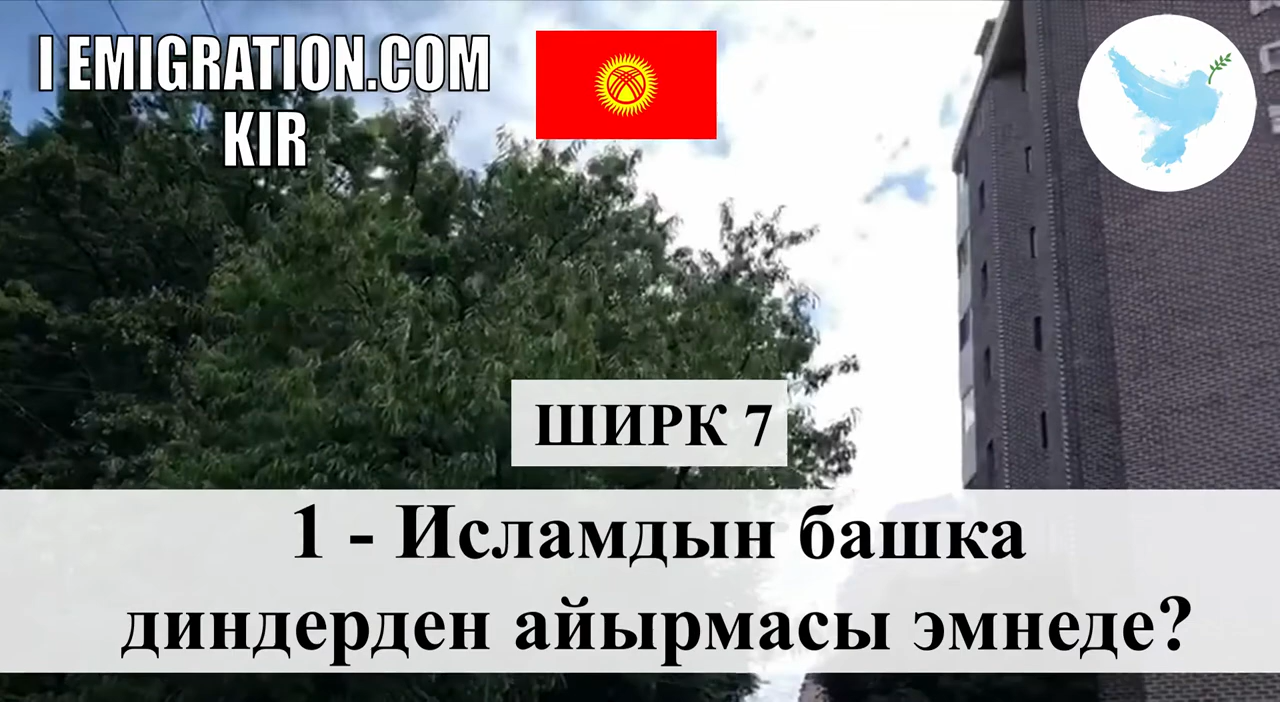 I EMIGRATION.COM
KIR
ШИРК 7
1 - Исламдын башка
диндерден айырмасы эмнеде?